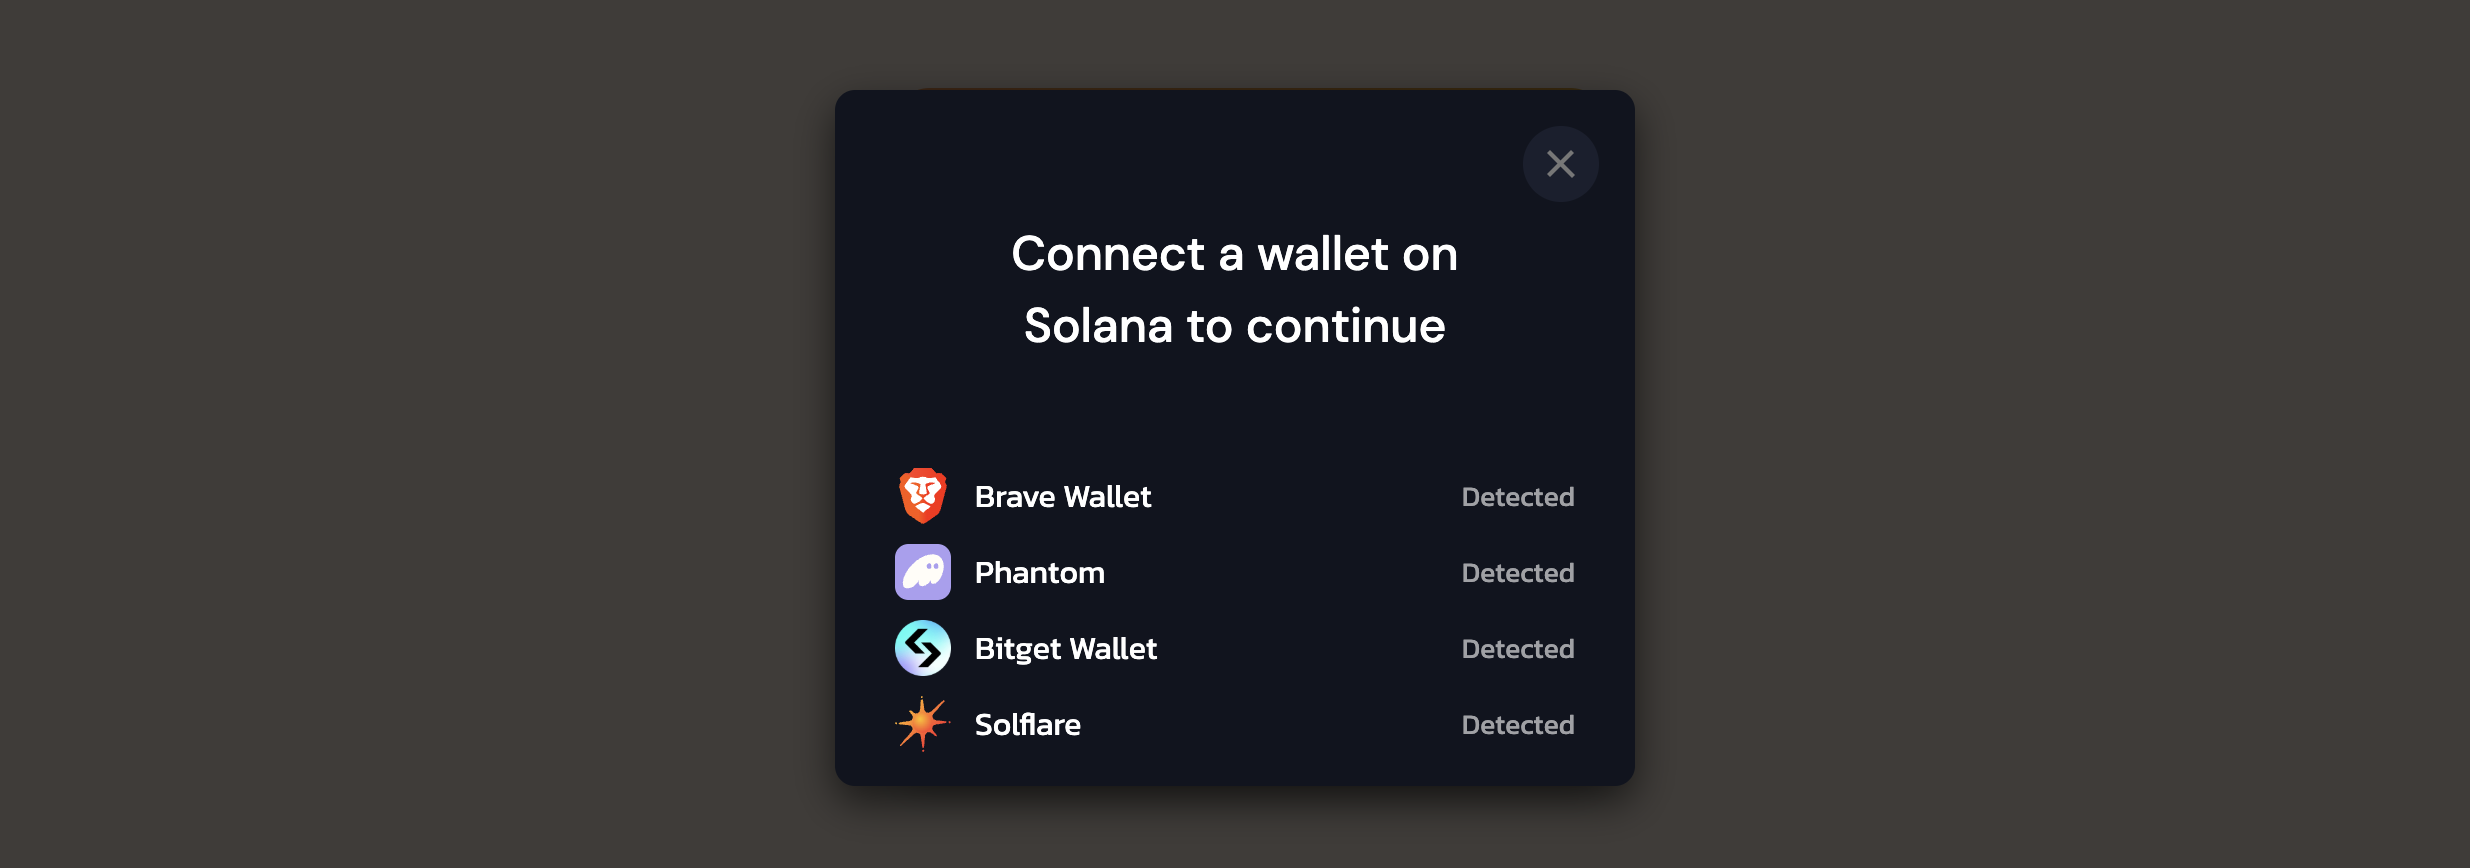 Connect a wallet on
Solana to continue
Brave Wallet Detected
Phantom Detected
Bitget Wallet Detected
Solflare Detected